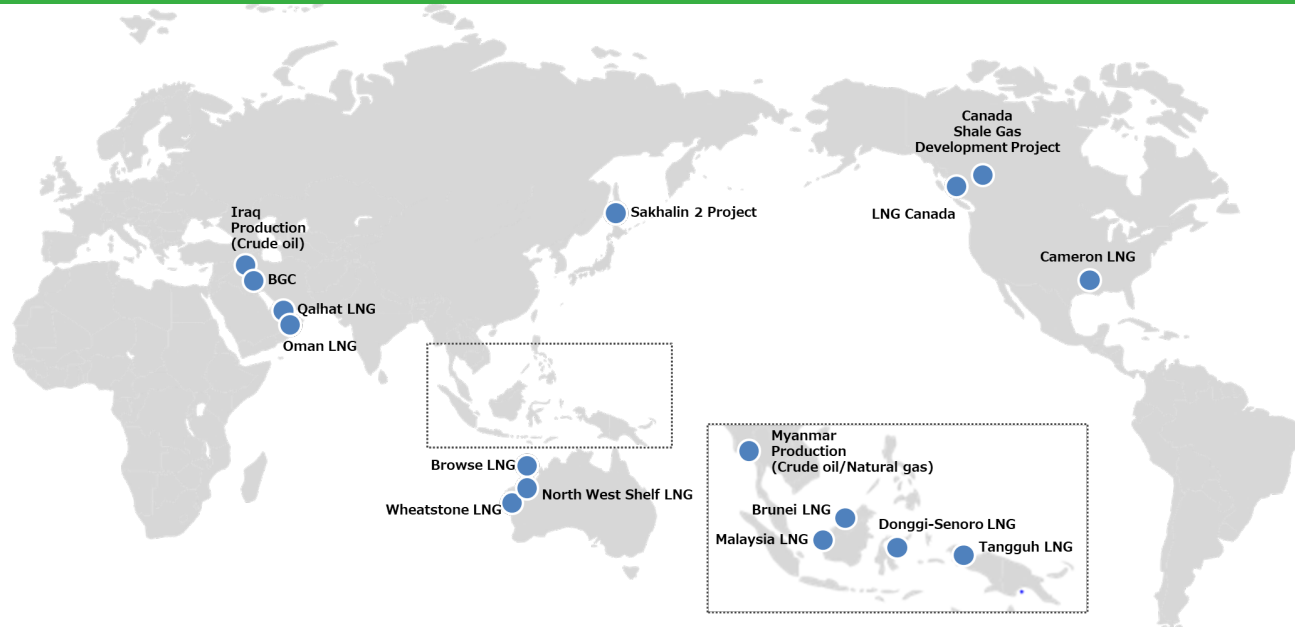 Canada
Shale Gas
Development Project
LNG Canada
Cameron LNG
Sakhalin 2 Project
Iraq
Production
(Crude oil)
BGC
Qalhat LNG
Oman LNG
Browse LNG
North West Shelf LNG
Wheatstone LNG
Myanmar
Production
(Crude oil/Natural gas)
Brunei LNG
Donggi-Senoro LNG
Malaysia LNG
Tangguh LNG